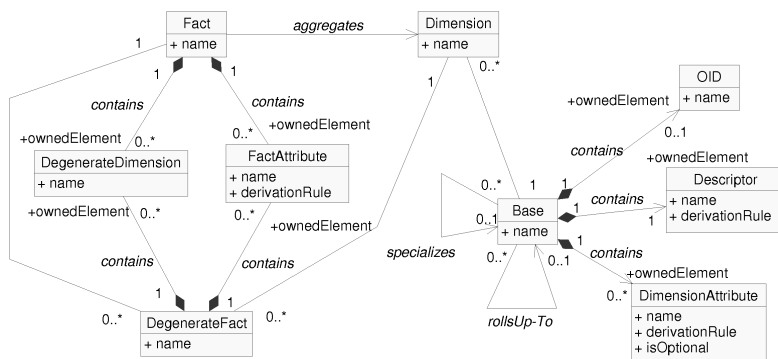 Fact
+ name
aggregates
Dimension
+ name
1
1
1
1
0..*
contains
contains
+ownedElement
0..*
0..*
+ownedElement
DegenerateDimension
+ name
FactAttribute
+ name
+ derivationRule
+ownedElement
0..*
0..*
+ownedElement
contains
contains
1
1
0..*
0..*
DegenerateFact
+ name
OID
+ name
+ownedElement
0..1
contains
+ownedElement
Descriptor
+ name
+ derivationRule
1
1
1
contains
1
0..*
0..1
Base
+ name
specializes
0..*
0..1
rollsUp-To
1
contains
+ownedElement
0..*
DimensionAttribute
+ name
+ derivationRule
+ isOptional